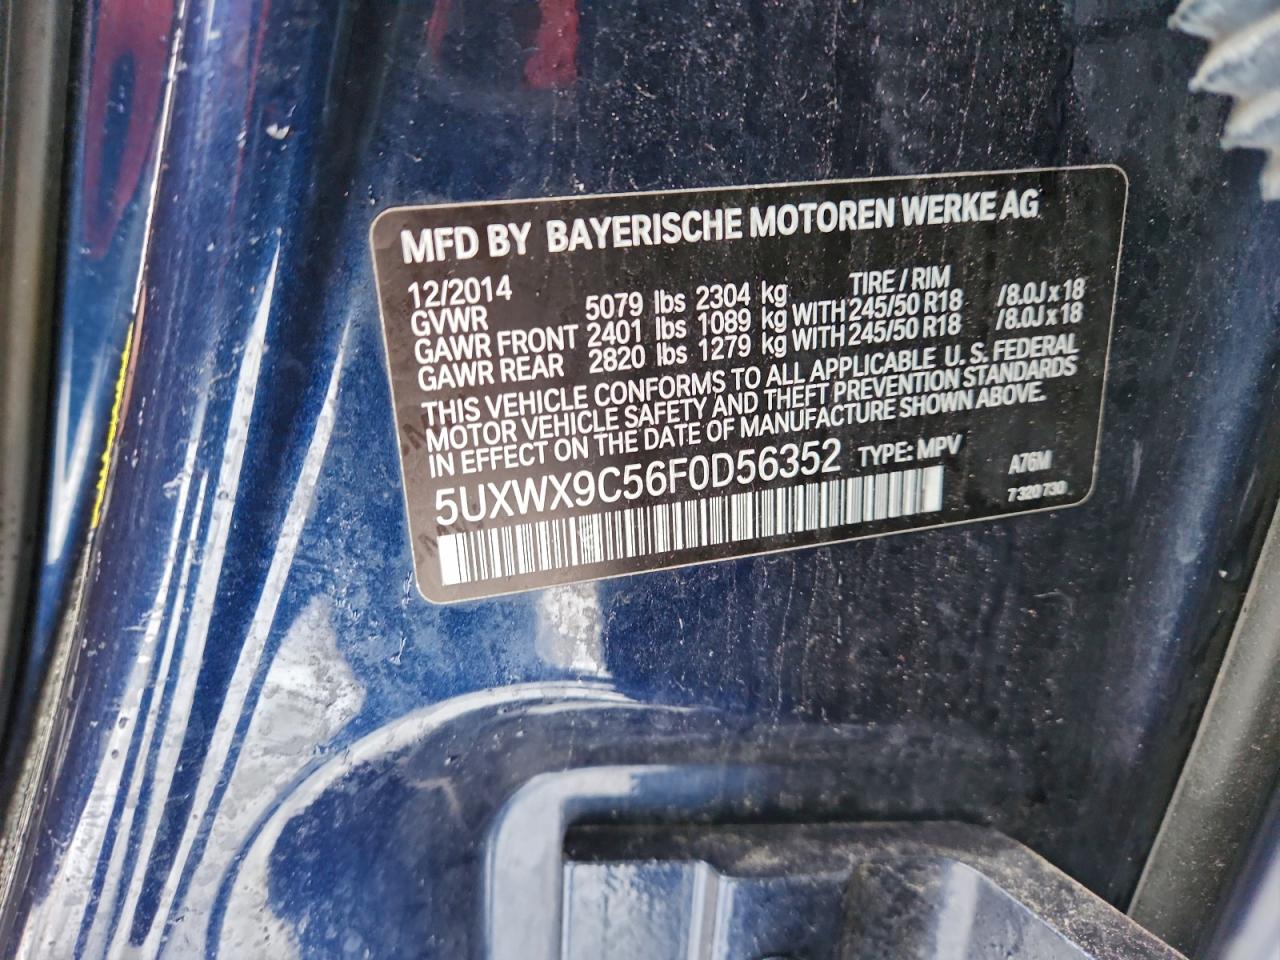 MFD BY BAYERISCHE MOTOREN WERKE AG
12/2014 TIRE / RIM
GVWR 5079 lbs 2304 kg
GAWR FRONT 2401 lbs 1089 kg WITH 245/50 R18 /8.0J x 18
GAWR REAR 2820 lbs 1279 kg WITH 245/50 R18 /8.0J x 18
THIS VEHICLE CONFORMS TO ALL APPLICABLE U. S. FEDERAL
MOTOR VEHICLE SAFETY AND THEFT PREVENTION STANDARDS
IN EFFECT ON THE DATE OF MANUFACTURE SHOWN ABOVE.
5UXWX9C56F0D56352 TYPE: MPV
A76M
7 320 730